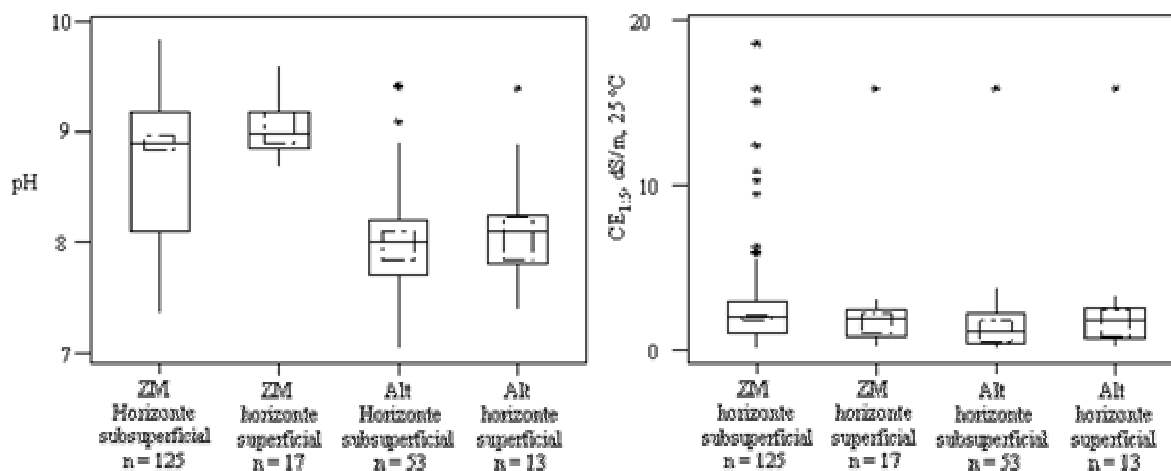 10
9
8
7
pH
ZM
Horizonte
subsuperficial
n = 125
ZM
horizonte
superficial
n = 17
Alt
Horizonte
subsuperficial
n = 53
Alt
horizonte
superficial
n = 13
20
10
0
CE1:5, dS/m, 25 °C
ZM
horizonte
subsuperficial
n = 125
ZM
horizonte
superficial
n = 17
Alt
horizonte
subsuperficial
n = 53
Alt
horizonte
superficial
n = 13